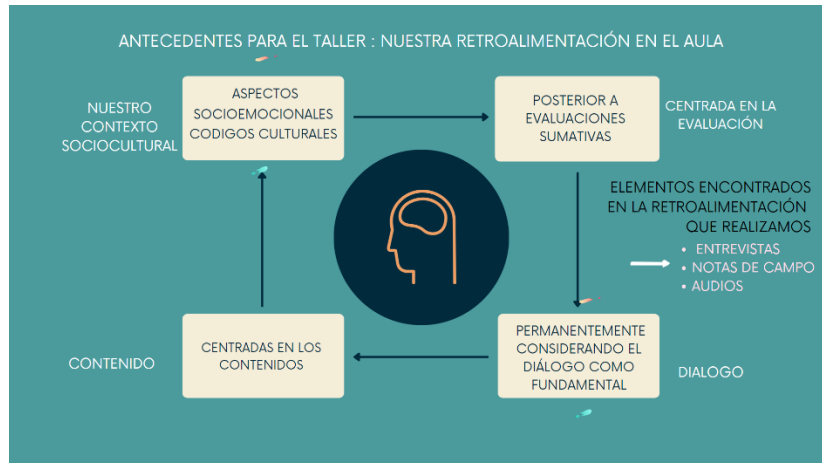 ANTECEDENTES PARA EL TALLER : NUESTRA RETROALIMENTACIÓN EN EL AULA
NUESTRO
CONTEXTO
SOCIOCULTURAL
ASPECTOS
SOCIOEMOCIONALES
CODIGOS CULTURALES
POSTERIOR A
EVALUACIONES
SUMATIVAS
CENTRADA EN LA
EVALUACIÓN
ELEMENTOS ENCONTRADOS
EN LA RETROALIMENTACIÓN
QUE REALIZAMOS
• ENTREVISTAS
• NOTAS DE CAMPO
• AUDIOS
CONTENIDO
CENTRADAS EN LOS
CONTENIDOS
PERMANENTEMENTE
CONSIDERANDO EL
DIÁLOGO COMO
FUNDAMENTAL
DIALOGO